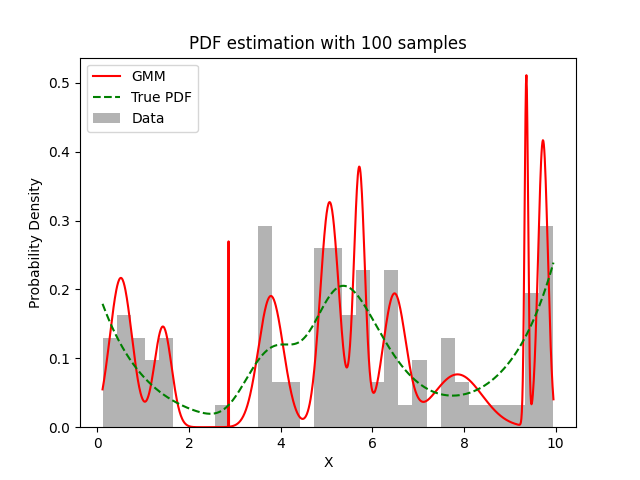 PDF estimation with 100 samples
GMM
True PDF
Data
Probability Density
0.5
0.4
0.3
0.2
0.1
0.0
0 2 4 6 8 10
X